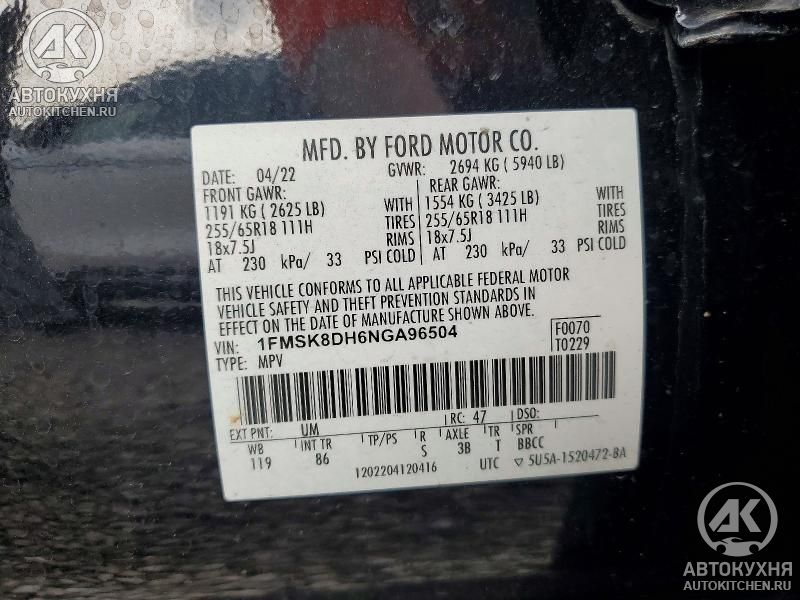 АК
АВТОКУХНЯ
AUTOKITCHEN.RU
MFD. BY FORD MOTOR CO.
DATE: 04/22 GVWR: 2694 KG ( 5940 LB)
FRONT GAWR: REAR GAWR:
1191 KG ( 2625 LB) WITH 1554 KG ( 3425 LB) WITH
255/65R18 111H TIRES 255/65R18 111H TIRES
18x7.5J RIMS 18x7.5J RIMS
AT 230 kPa/ 33 PSI COLD AT 230 kPa/ 33 PSI COLD
THIS VEHICLE CONFORMS TO ALL APPLICABLE FEDERAL MOTOR
VEHICLE SAFETY AND THEFT PREVENTION STANDARDS IN
EFFECT ON THE DATE OF MANUFACTURE SHOWN ABOVE.
VIN: 1FMSK8DH6NGA96504 F0070
TYPE: MPV T0229
EXT PNT: UM RC: 47 DSO:
WB INT TR TP/PS R AXLE TR SPR
119 86 S 3B T BBCC
1202204120416 UTC ▽ 5U5A-1520472-BA
АК
АВТОКУХНЯ
AUTOKITCHEN.RU